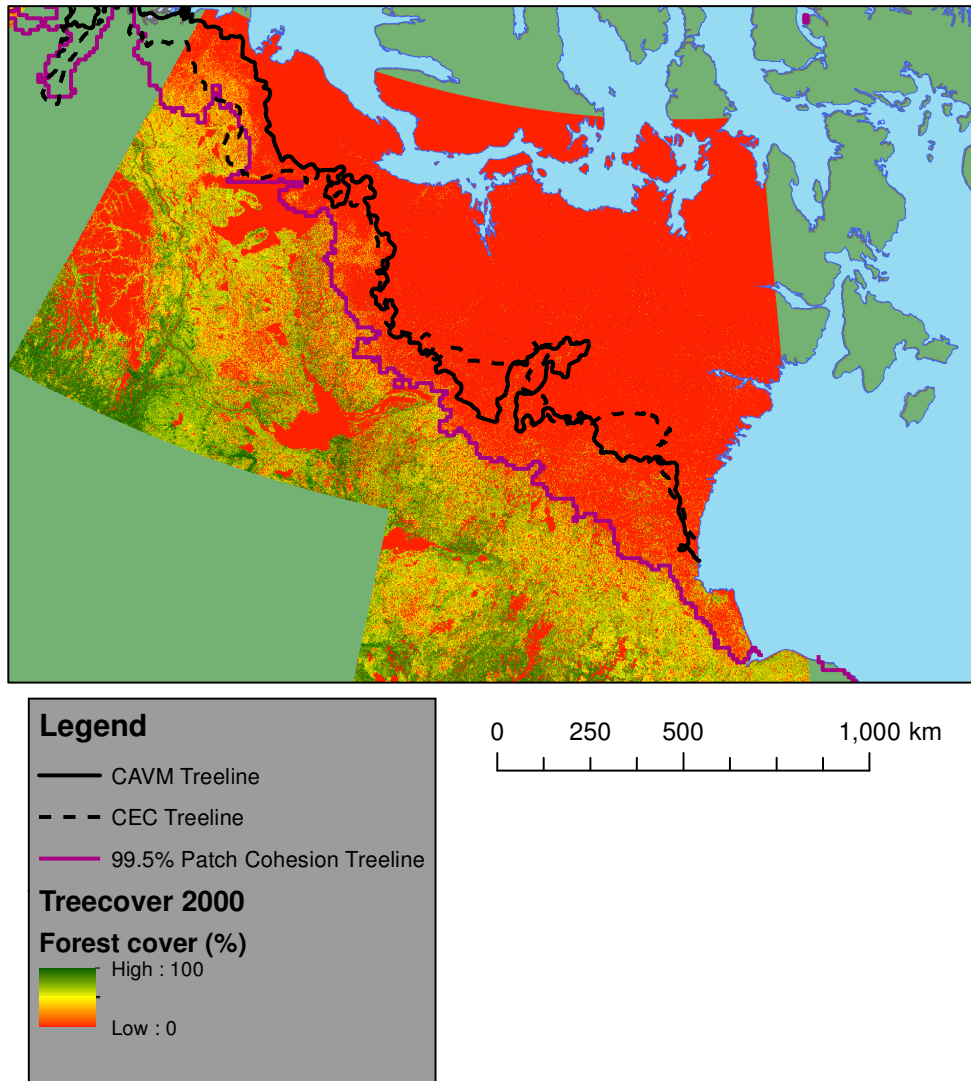 Legend
CAVM Treeline
CEC Treeline
99.5% Patch Cohesion Treeline
Treecover 2000
Forest cover (%)
High : 100
Low : 0
0 250 500 1,000 km